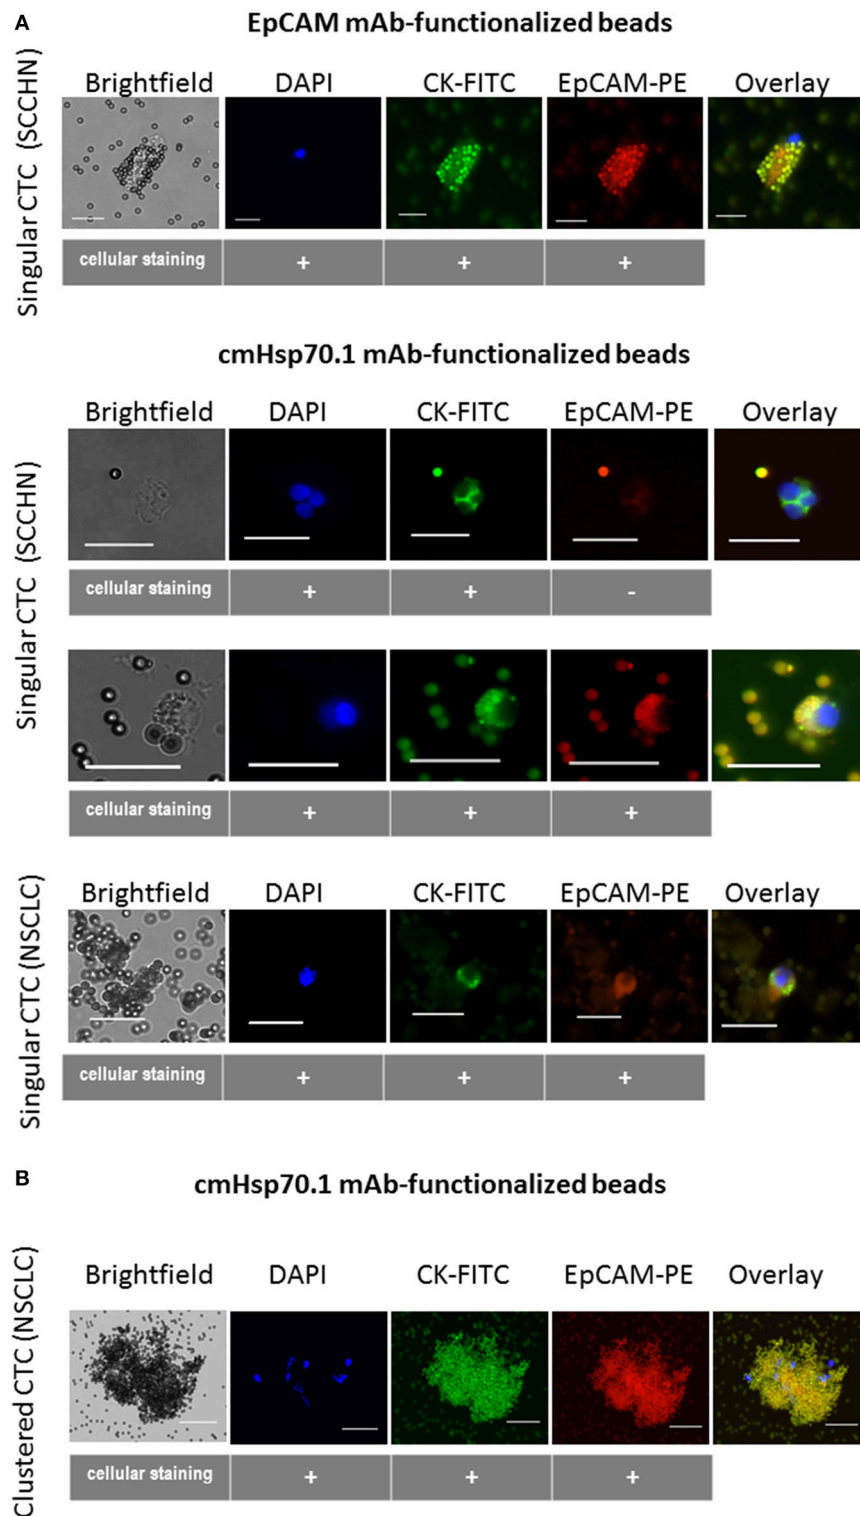 A
EpCAM mAb-functionalized beads
Singular CTC (SCCHN)
Brightfield DAPI CK-FITC EpCAM-PE Overlay
cellular staining + + +
cmHsp70.1 mAb-functionalized beads
Singular CTC (SCCHN)
Brightfield DAPI CK-FITC EpCAM-PE Overlay
cellular staining + + -
cellular staining + + +
Singular CTC (NSCLC)
Brightfield DAPI CK-FITC EpCAM-PE Overlay
cellular staining + + +
B
cmHsp70.1 mAb-functionalized beads
Clustered CTC (NSCLC)
Brightfield DAPI CK-FITC EpCAM-PE Overlay
cellular staining + + +